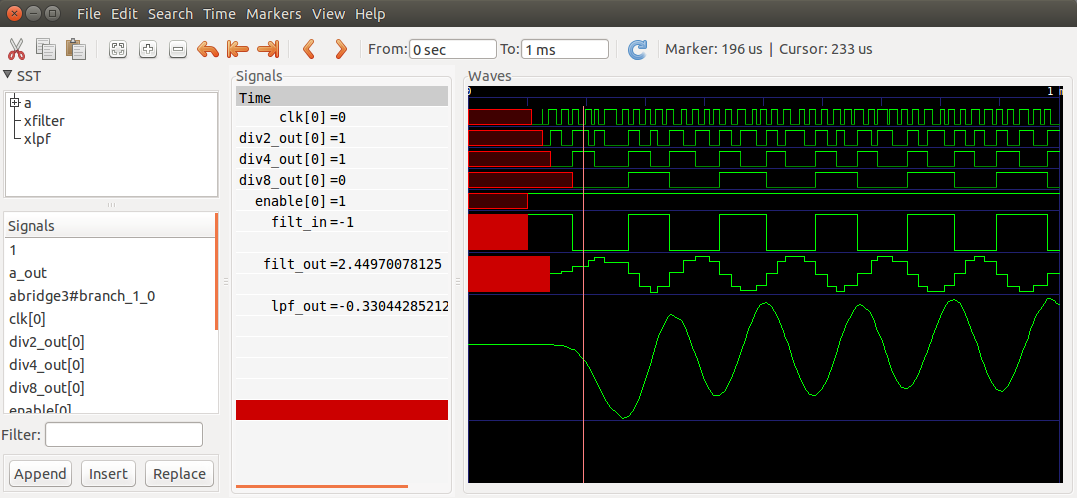 File Edit Search Time Markers View Help
From: 0 sec To: 1 ms Marker: 196 us | Cursor: 233 us
SST
a
xfilter
xlpf
Signals
1
a_out
abridge3#branch_1_0
clk[0]
div2_out[0]
div4_out[0]
div8_out[0]
enable[0]
Filter:
Append Insert Replace
Signals
Time
clk[0]=0
div2_out[0]=1
div4_out[0]=1
div8_out[0]=0
enable[0]=1
filt_in=-1
filt_out=2.44970078125
lpf_out=-0.33044285212
Waves
0 1 m